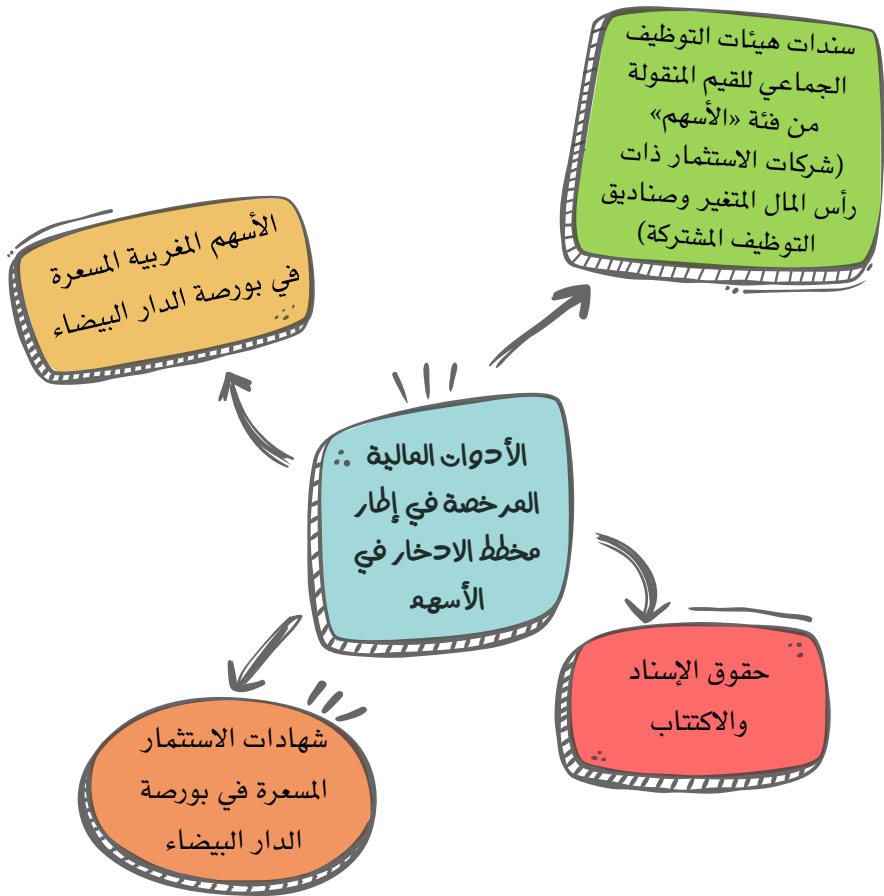 سندات هيئات التوظيف
الجماعي للقيم المنقولة
من فئة «الأسهم»
(شركات الاستثمار ذات
رأس المال المتغير وصناديق
التوظيف المشتركة)
الأسهم المغربية المسعرة
في بورصة الدار البيضاء
الأدوات المالية
المرخصة في إطار
مخطط الادخار في
الأسهم
حقوق الإسناد
والاكتتاب
شهادات الاستثمار
المسعرة في بورصة
الدار البيضاء